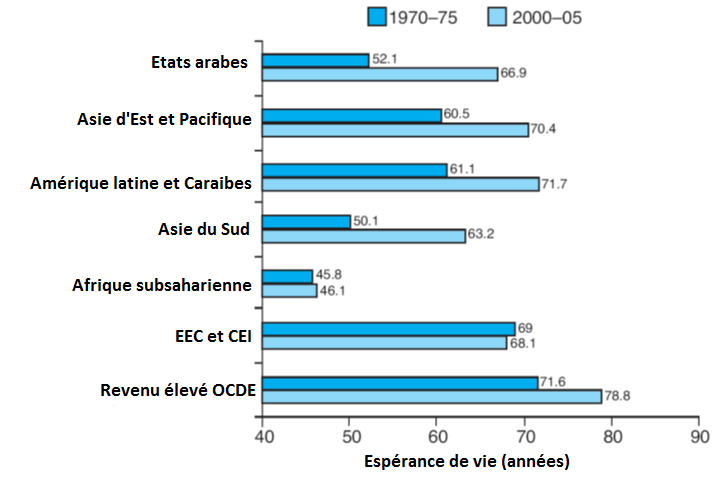 1970–75 2000–05
Etats arabes 52.1
66.9
Asie d'Est et Pacifique 60.5
70.4
Amérique latine et Caraibes 61.1
71.7
Asie du Sud 50.1
63.2
Afrique subsaharienne 45.8
46.1
EEC et CEI 69
68.1
Revenu élevé OCDE 71.6
78.8
40 50 60 70 80 90
Espérance de vie (années)